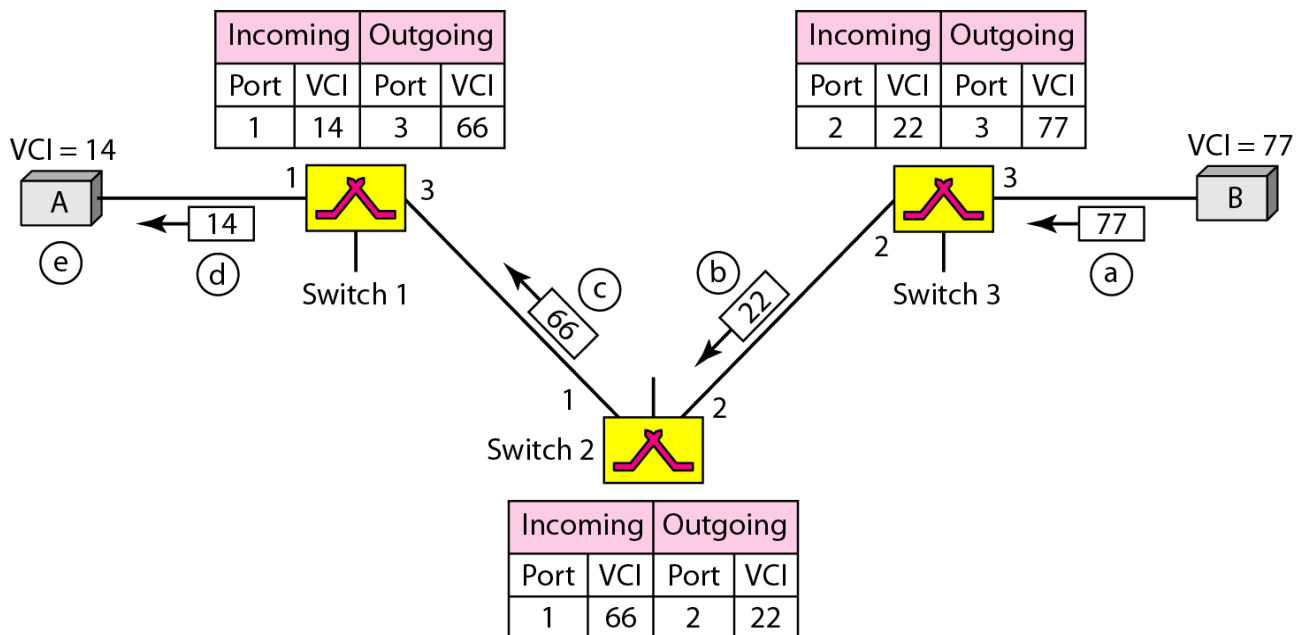 Incoming Outgoing
Port VCI Port VCI
1 14 3 66
Incoming Outgoing
Port VCI Port VCI
2 22 3 77
VCI = 14
A
e
14
d
1
3
Switch 1
c
66
b
22
2
3
Switch 3
VCI = 77
B
77
a
1
2
Switch 2
Incoming Outgoing
Port VCI Port VCI
1 66 2 22